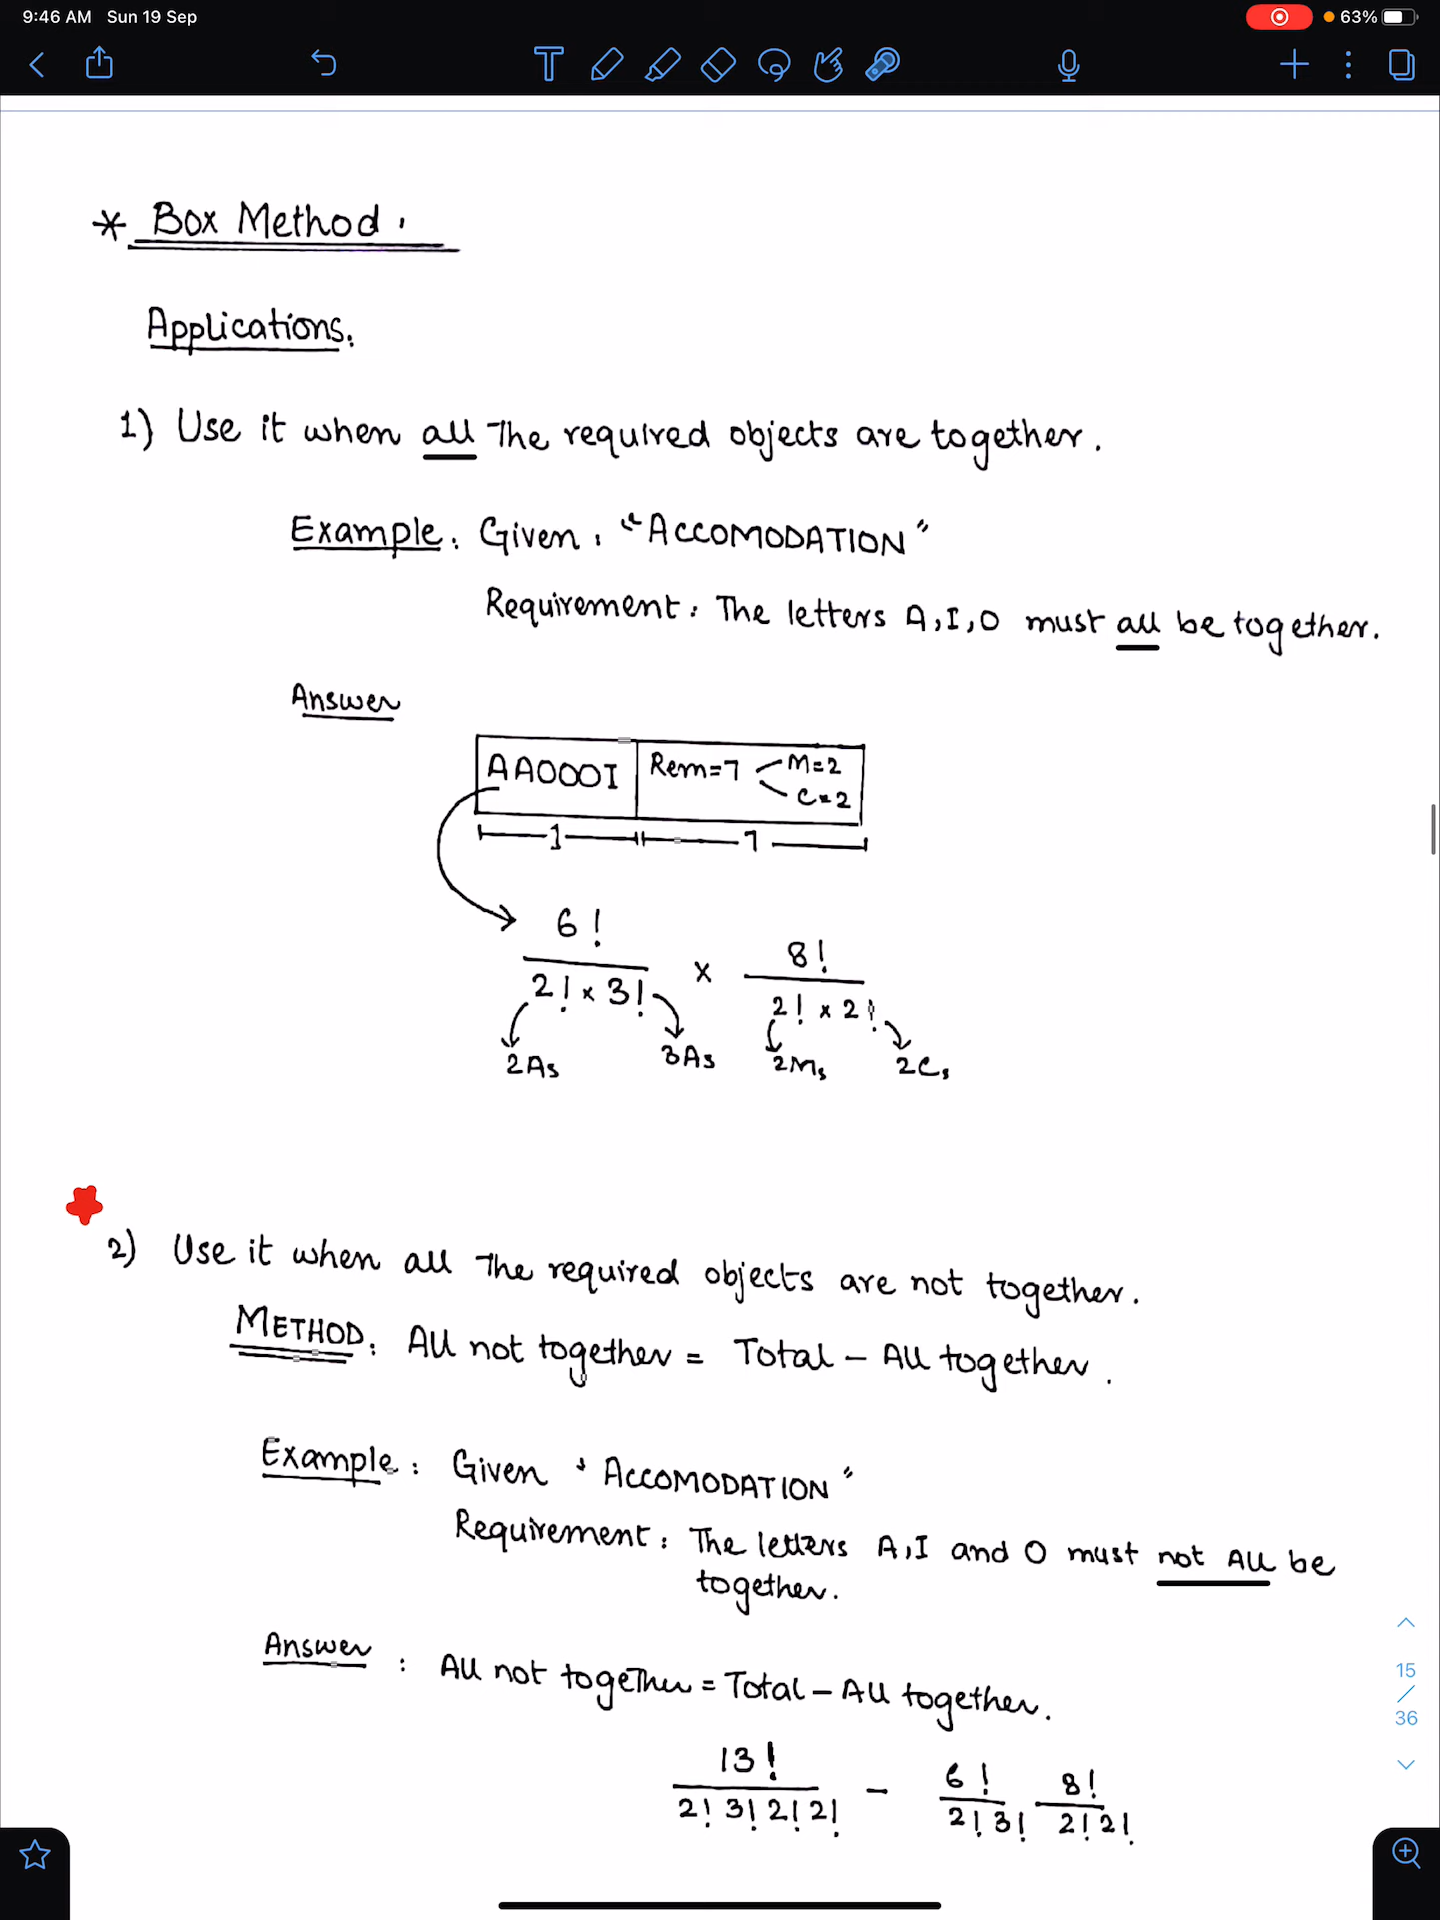 9:46 AM Sun 19 Sep
63%
* Box Method.
Applications.
1) Use it when all the required objects are together.
Example: Given: "ACCOMODATION"
Requirement: The letters A, I, O must all be together.
Answer
AAOOOI Rem=7 M=2
C=2
1 7
6! × 8!
2! × 3! 2! × 2!
2As 3As 2Ms 2Cs
2) Use it when all the required objects are not together.
METHOD: All not together = Total - All together.
Example: Given "ACCOMODATION"
Requirement: The letters A, I and O must not All be
together.
Answer: All not together = Total - All together.
13! - 6! 8!
2! 3! 2! 2! 2! 3! 2! 2!
15
/
36